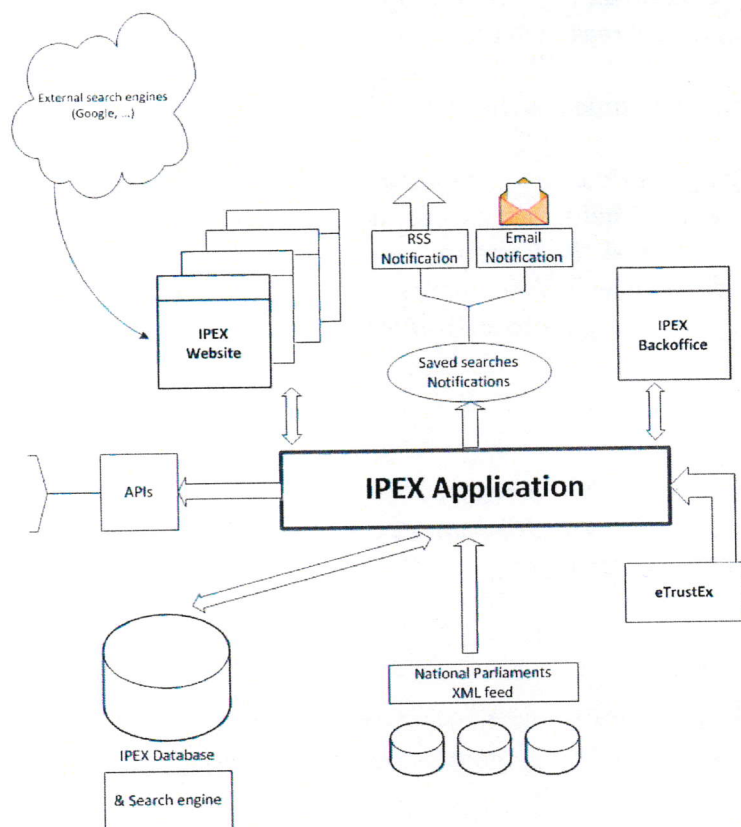 External search engines
(Google, ...)
RSS
Notification
Email
Notification
IPEX
Website
IPEX
Backoffice
Saved searches
Notifications
APIs
IPEX Application
eTrustEx
National Parliaments
XML feed
IPEX Database
& Search engine